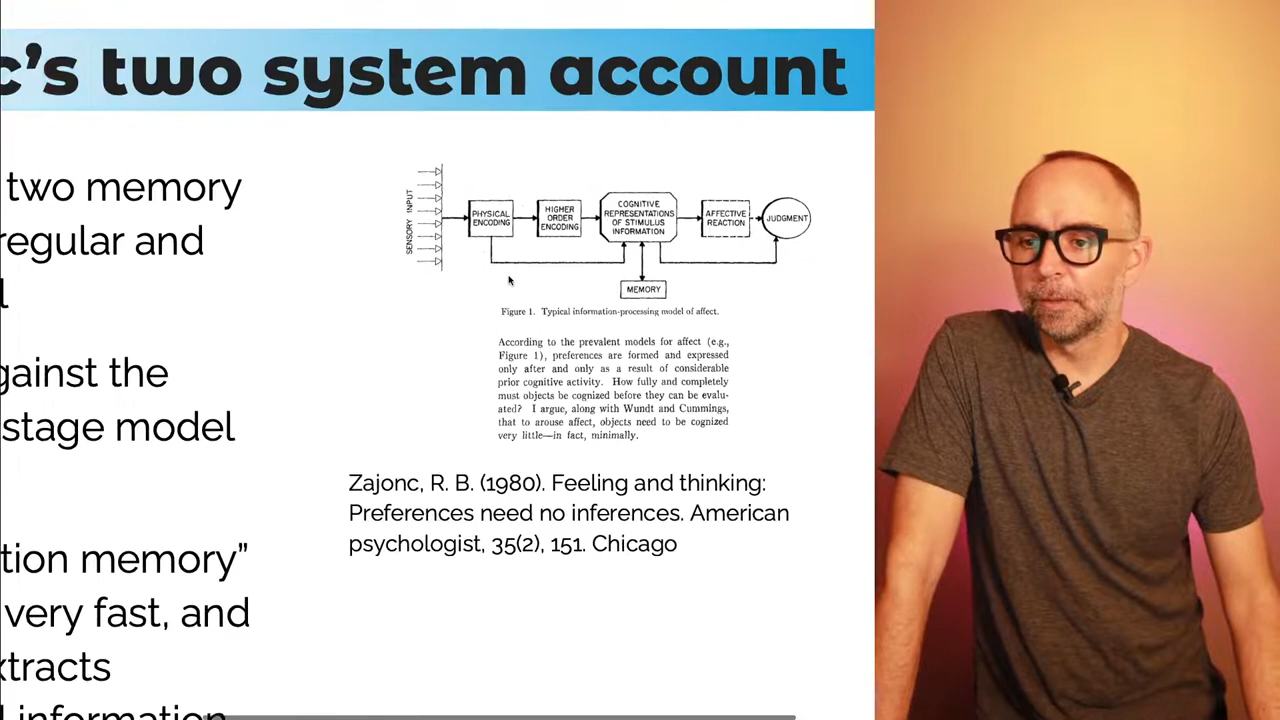 c's two system account
two memory
regular and
l
gainst the
stage model
tion memory"
very fast, and
xtracts
l information
SENSORY INPUT
PHYSICAL
ENCODING
HIGHER
ORDER
ENCODING
COGNITIVE
REPRESENTATIONS
OF STIMULUS
INFORMATION
AFFECTIVE
REACTION
JUDGMENT
MEMORY
Figure 1. Typical information-processing model of affect.
According to the prevalent models for affect (e.g.,
Figure 1), preferences are formed and expressed
only after and only as a result of considerable
prior cognitive activity. How fully and completely
must objects be cognized before they can be evalu-
ated? I argue, along with Wundt and Cummings,
that to arouse affect, objects need to be cognized
very little—in fact, minimally.
Zajonc, R. B. (1980). Feeling and thinking:
Preferences need no inferences. American
psychologist, 35(2), 151. Chicago